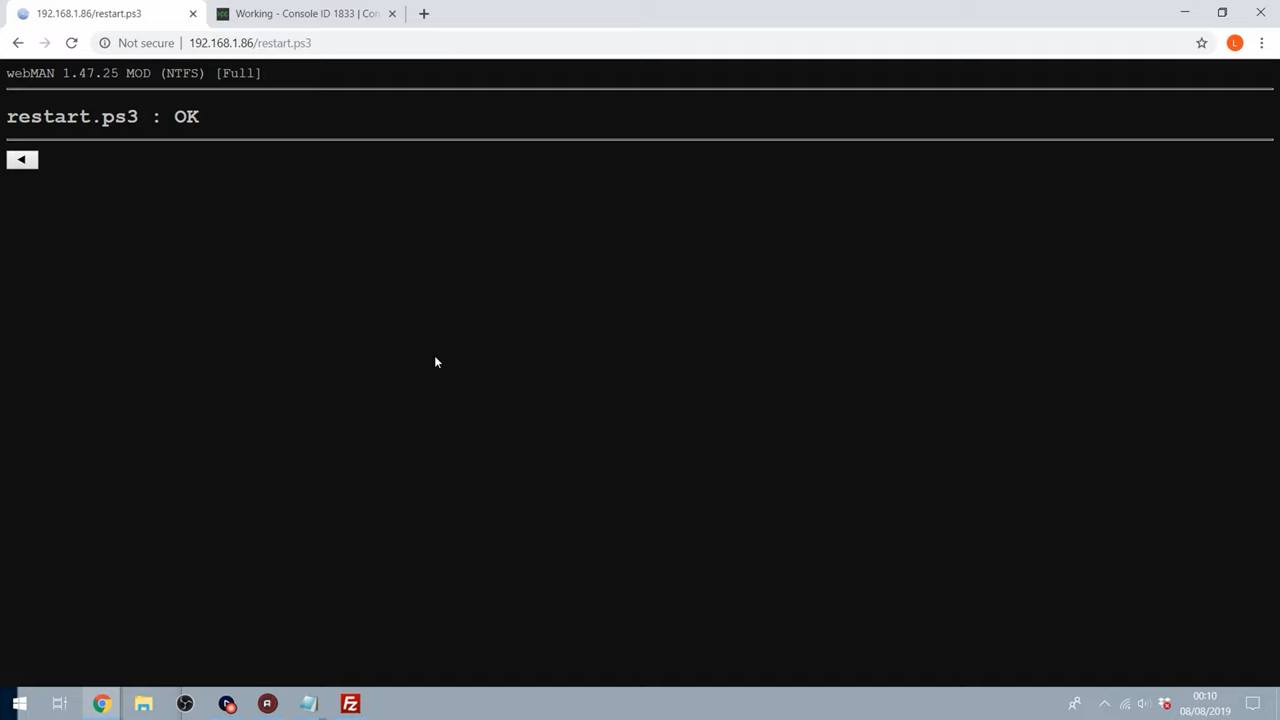 192.168.1.86/restart.ps3
Working - Console ID 1833 | Con
Not secure
192.168.1.86/restart.ps3
L
webMAN 1.47.25 MOD (NTFS) [Full]
restart.ps3 : OK
◄
Fz
00:10
08/08/2019